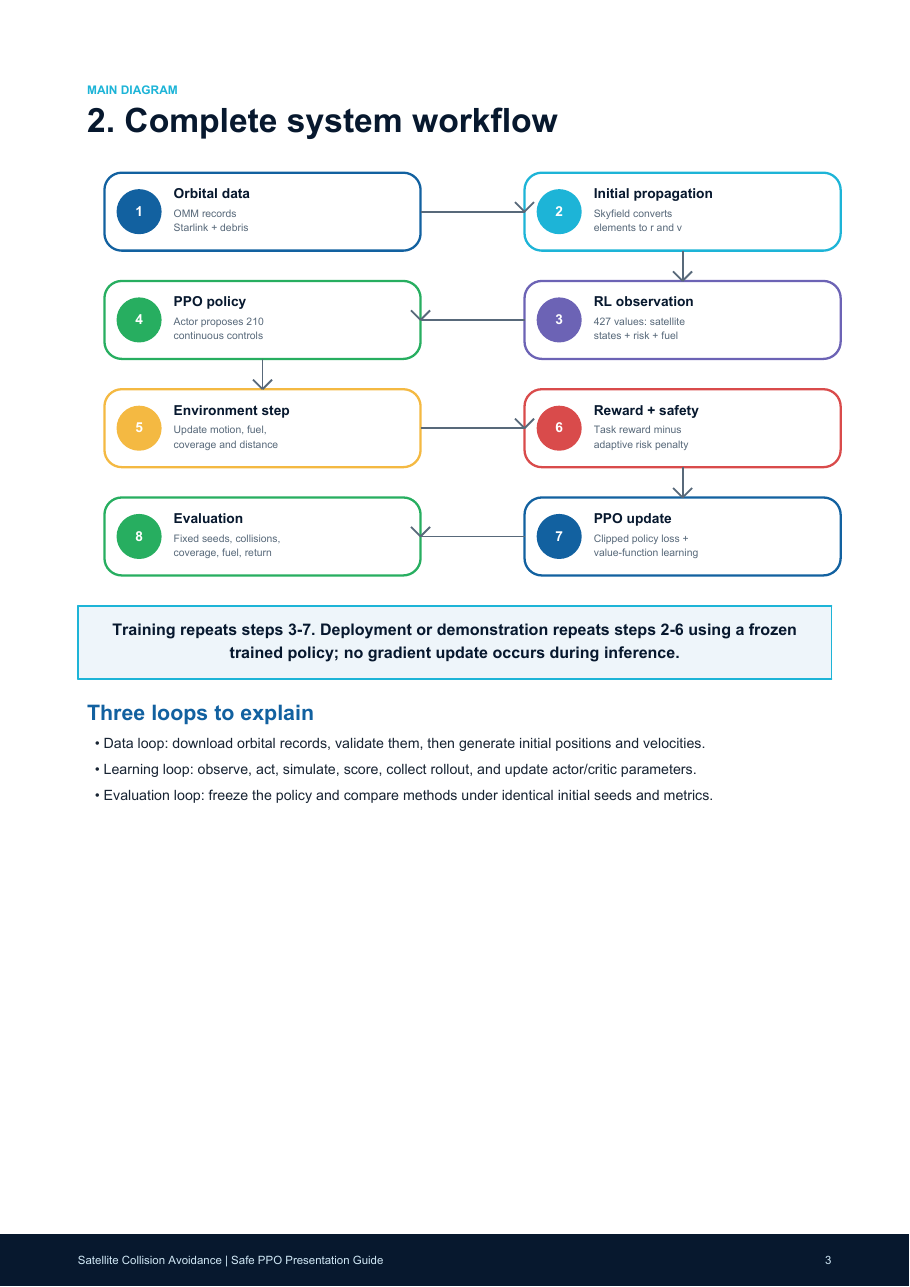 MAIN DIAGRAM
2. Complete system workflow
1
Orbital data
OMM records
Starlink + debris
2
Initial propagation
Skyfield converts
elements to r and v
4
PPO policy
Actor proposes 210
continuous controls
3
RL observation
427 values: satellite
states + risk + fuel
5
Environment step
Update motion, fuel,
coverage and distance
6
Reward + safety
Task reward minus
adaptive risk penalty
8
Evaluation
Fixed seeds, collisions,
coverage, fuel, return
7
PPO update
Clipped policy loss +
value-function learning
Training repeats steps 3-7. Deployment or demonstration repeats steps 2-6 using a frozen
trained policy; no gradient update occurs during inference.
Three loops to explain
• Data loop: download orbital records, validate them, then generate initial positions and velocities.
• Learning loop: observe, act, simulate, score, collect rollout, and update actor/critic parameters.
• Evaluation loop: freeze the policy and compare methods under identical initial seeds and metrics.
Satellite Collision Avoidance | Safe PPO Presentation Guide
3